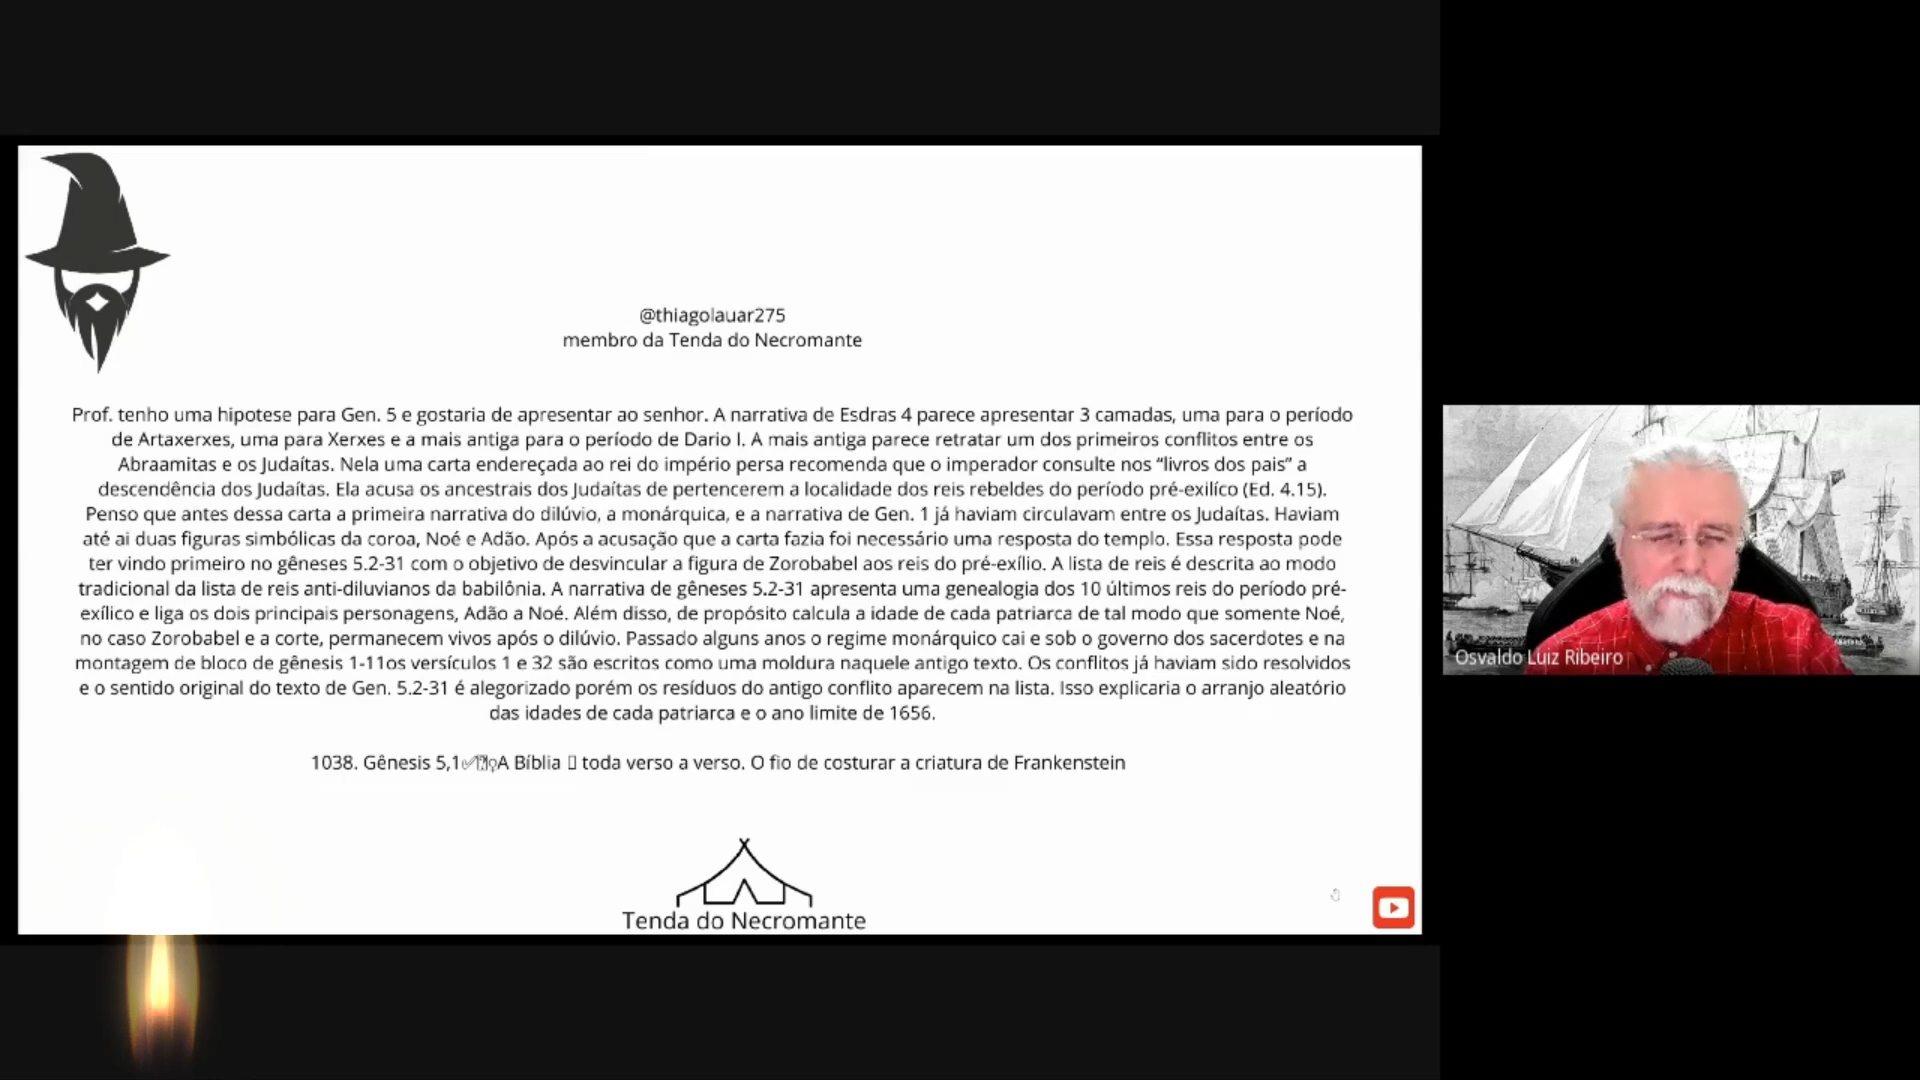 @thiagolauar275
membro da Tenda do Necromante
Prof. tenho uma hipotese para Gen. 5 e gostaria de apresentar ao senhor. A narrativa de Esdras 4 parece apresentar 3 camadas, uma para o período
de Artaxerxes, uma para Xerxes e a mais antiga para o período de Dario I. A mais antiga parece retratar um dos primeiros conflitos entre os
Abraamitas e os Judaítas. Nela uma carta endereçada ao rei do império persa recomenda que o imperador consulte nos “livros dos pais” a
descendência dos Judaítas. Ela acusa os ancestrais dos Judaítas de pertencerem a localidade dos reis rebeldes do período pré-exilíco (Ed. 4.15).
Penso que antes dessa carta a primeira narrativa do dilúvio, a monárquica, e a narrativa de Gen. 1 já haviam circulavam entre os Judaítas. Haviam
até ai duas figuras simbólicas da coroa, Noé e Adão. Após a acusação que a carta fazia foi necessário uma resposta do templo. Essa resposta pode
ter vindo primeiro no gêneses 5.2-31 com o objetivo de desvincular a figura de Zorobabel aos reis do pré-exílio. A lista de reis é descrita ao modo
tradicional da lista de reis anti-diluvianos da babilônia. A narrativa de gêneses 5.2-31 apresenta uma genealogia dos 10 últimos reis do período pré-
exílico e liga os dois principais personagens, Adão a Noé. Além disso, de propósito calcula a idade de cada patriarca de tal modo que somente Noé,
no caso Zorobabel e a corte, permanecem vivos após o dilúvio. Passado alguns anos o regime monárquico cai e sob o governo dos sacerdotes e na
montagem de bloco de gênesis 1-11os versículos 1 e 32 são escritos como uma moldura naquele antigo texto. Os conflitos já haviam sido resolvidos
e o sentido original do texto de Gen. 5.2-31 é alegorizado porém os resíduos do antigo conflito aparecem na lista. Isso explicaria o arranjo aleatório
das idades de cada patriarca e o ano limite de 1656.
1038. Gênesis 5,1 A Bíblia toda verso a verso. O fio de costurar a criatura de Frankenstein
Tenda do Necromante
Osvaldo Luiz Ribeiro